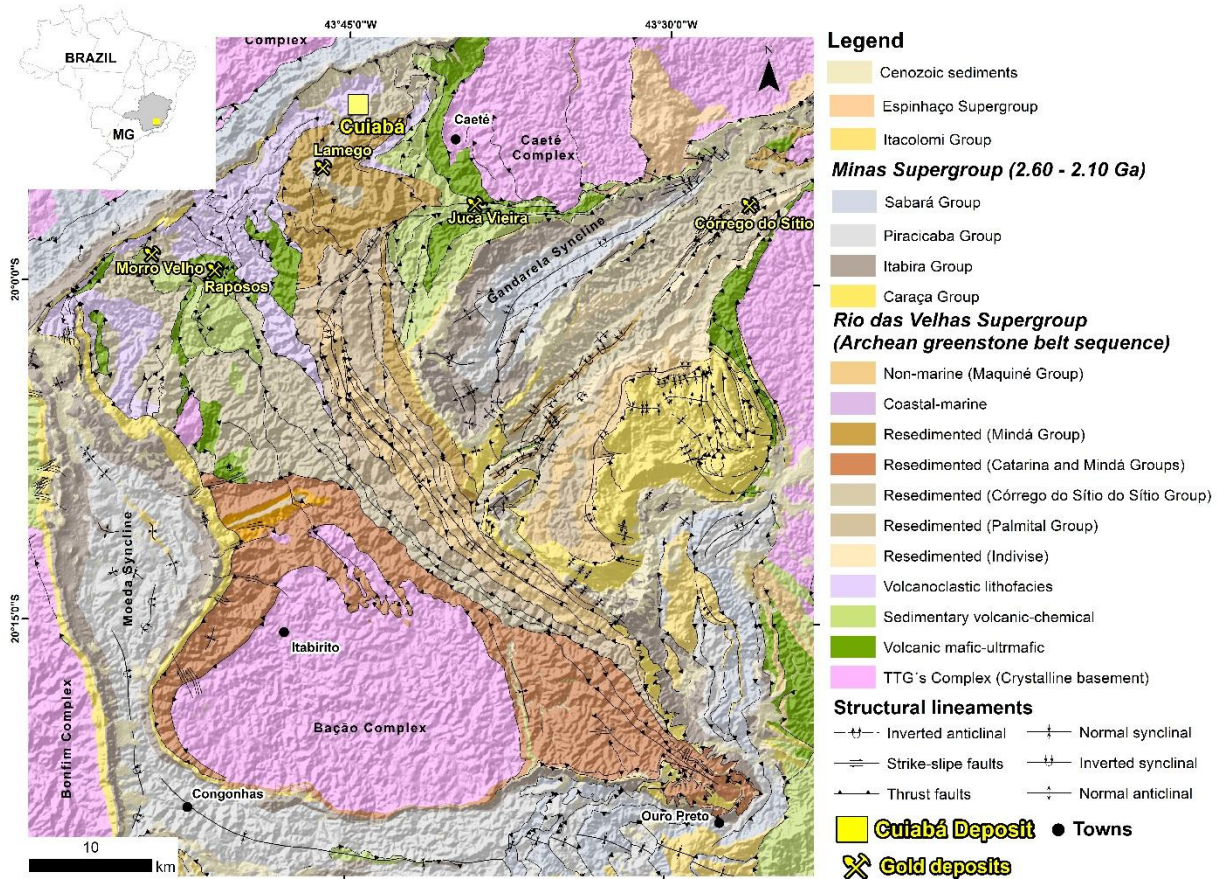 BRAZIL
MG
43°45'0"W
43°30'0"W
20°0'0"S
20°15'0"S
N
Complex
Cuiabá
Caeté
Caeté
Complex
Lamego
Juca Vieira
Córrego do Sítio
Morro Velho
Raposos
Gandarela Syncline
Moeda Syncline
Itabirito
Bação Complex
Bonfim Complex
Congonhas
Ouro Preto
10
km
Legend
Cenozoic sediments
Espinhaço Supergroup
Itacolomi Group
Minas Supergroup (2.60 - 2.10 Ga)
Sabará Group
Piracicaba Group
Itabira Group
Caraça Group
Rio das Velhas Supergroup
(Archean greenstone belt sequence)
Non-marine (Maquiné Group)
Coastal-marine
Resedimented (Mindá Group)
Resedimented (Catarina and Mindá Groups)
Resedimented (Córrego do Sítio do Sítio Group)
Resedimented (Palmital Group)
Resedimented (Indivise)
Volcanoclastic lithofacies
Sedimentary volcanic-chemical
Volcanic mafic-ultrmafic
TTG´s Complex (Crystalline basement)
Structural lineaments
Inverted anticlinal
Normal synclinal
Strike-slipe faults
Inverted synclinal
Thrust faults
Normal anticlinal
Cuiabá Deposit
Towns
Gold deposits